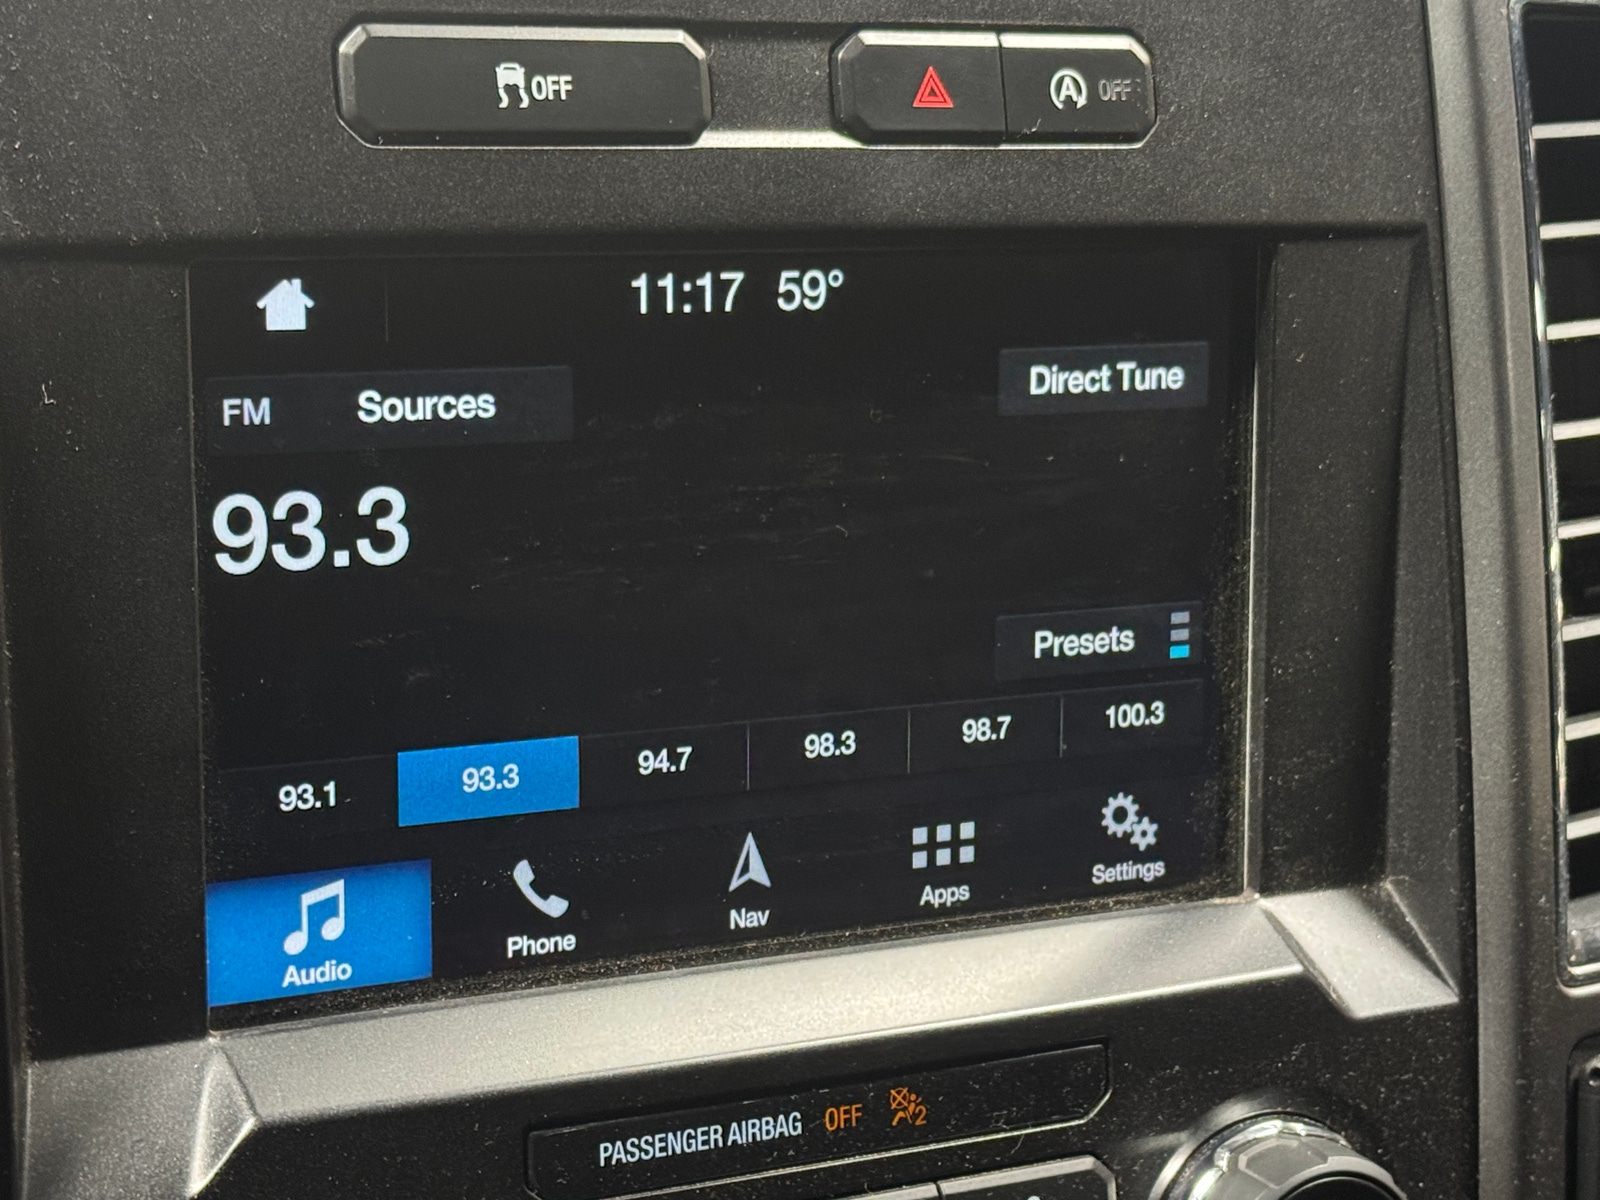 OFF
OFF
11:17 59°
FM Sources
Direct Tune
93.3
Presets
93.1 93.3 94.7 98.3 98.7 100.3
Audio Phone Nav Apps Settings
PASSENGER AIRBAG OFF 2